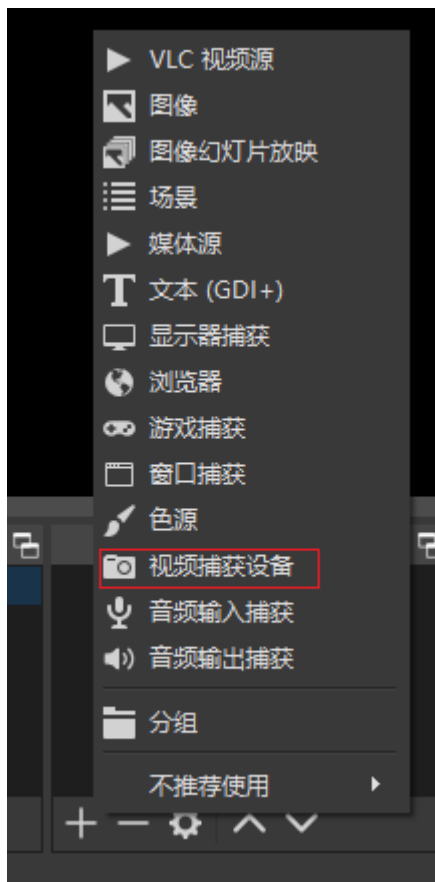 VLC 视频源
图像
图像幻灯片放映
场景
媒体源
文本 (GDI+)
显示器捕获
浏览器
游戏捕获
窗口捕获
色源
视频捕获设备
音频输入捕获
音频输出捕获
分组
不推荐使用